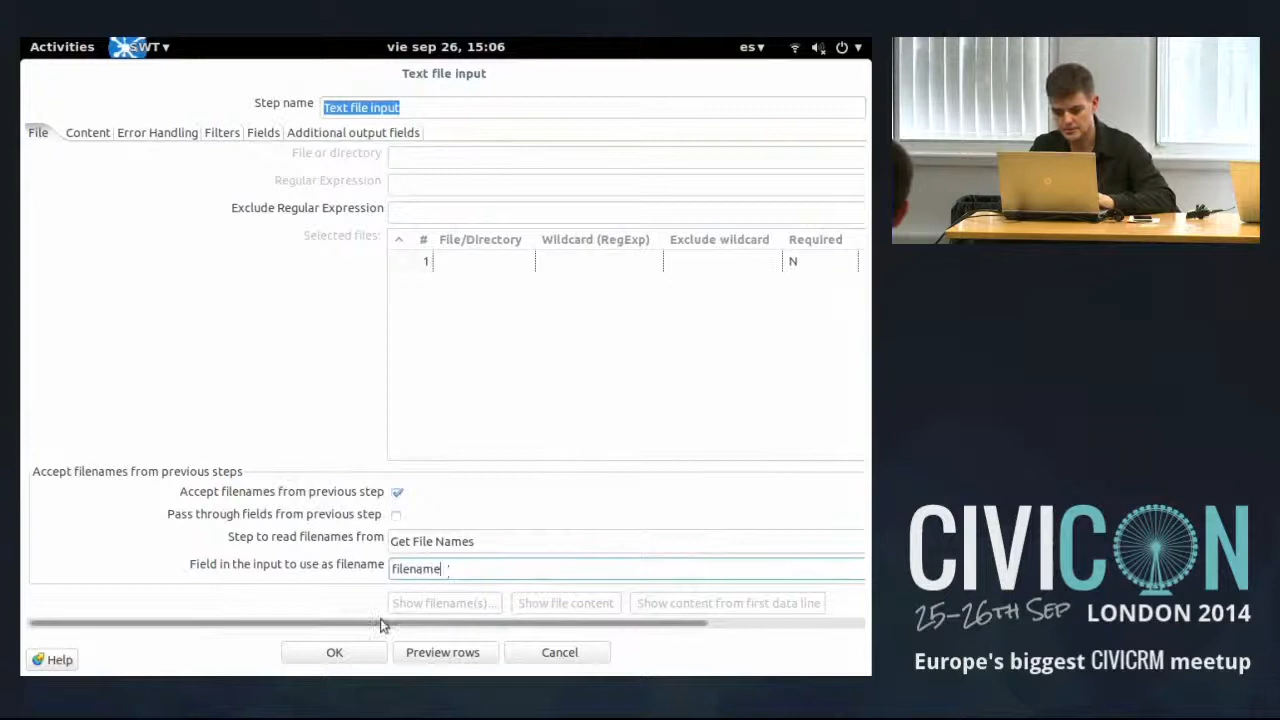 Activities SWT ▾ vie sep 26, 15:06 es ▾
Text file input
Step name Text file input
File Content Error Handling Filters Fields Additional output fields
File or directory
Regular Expression
Exclude Regular Expression
Selected files: # File/Directory Wildcard (RegExp) Exclude wildcard Required
1 N
Accept filenames from previous steps
Accept filenames from previous step
Pass through fields from previous step
Step to read filenames from Get File Names
Field in the input to use as filename filename
Show filename(s)... Show file content Show content from first data line
OK Preview rows Cancel
Help
CIVICON
25-26TH SEP LONDON 2014
Europe's biggest CIVICRM meetup